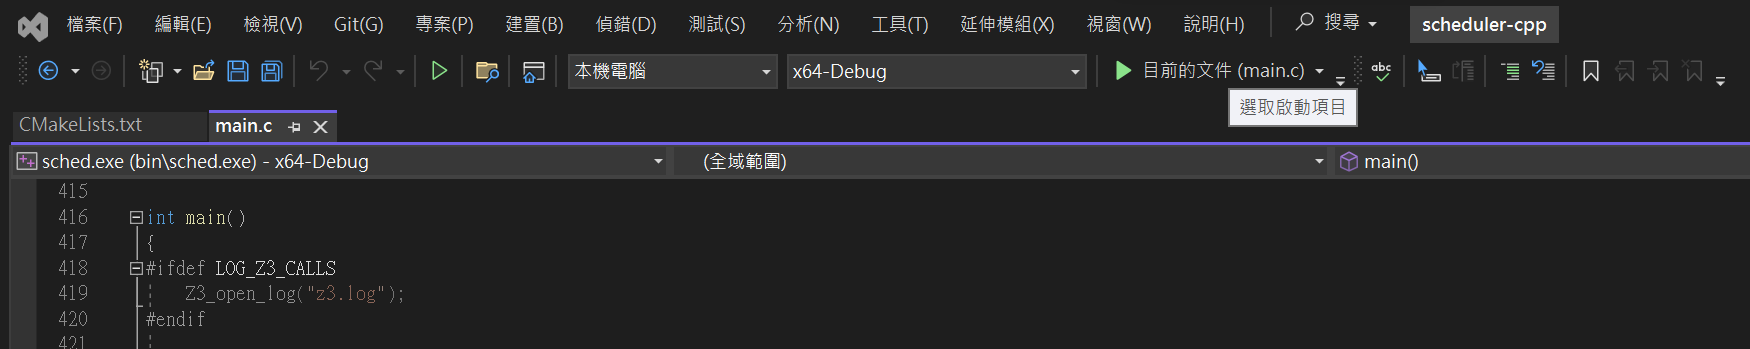 檔案(F) 編輯(E) 檢視(V) Git(G) 專案(P) 建置(B) 偵錯(D) 測試(S) 分析(N) 工具(T) 延伸模組(X) 視窗(W) 說明(H) 搜尋 scheduler-cpp
本機電腦 x64-Debug 目前的文件 (main.c) abc
選取啟動項目
CMakeLists.txt main.c
sched.exe (bin\sched.exe) - x64-Debug (全域範圍) main()
415
416 int main()
417 {
418 #ifdef LOG_Z3_CALLS
419 Z3_open_log("z3.log");
420 #endif
421